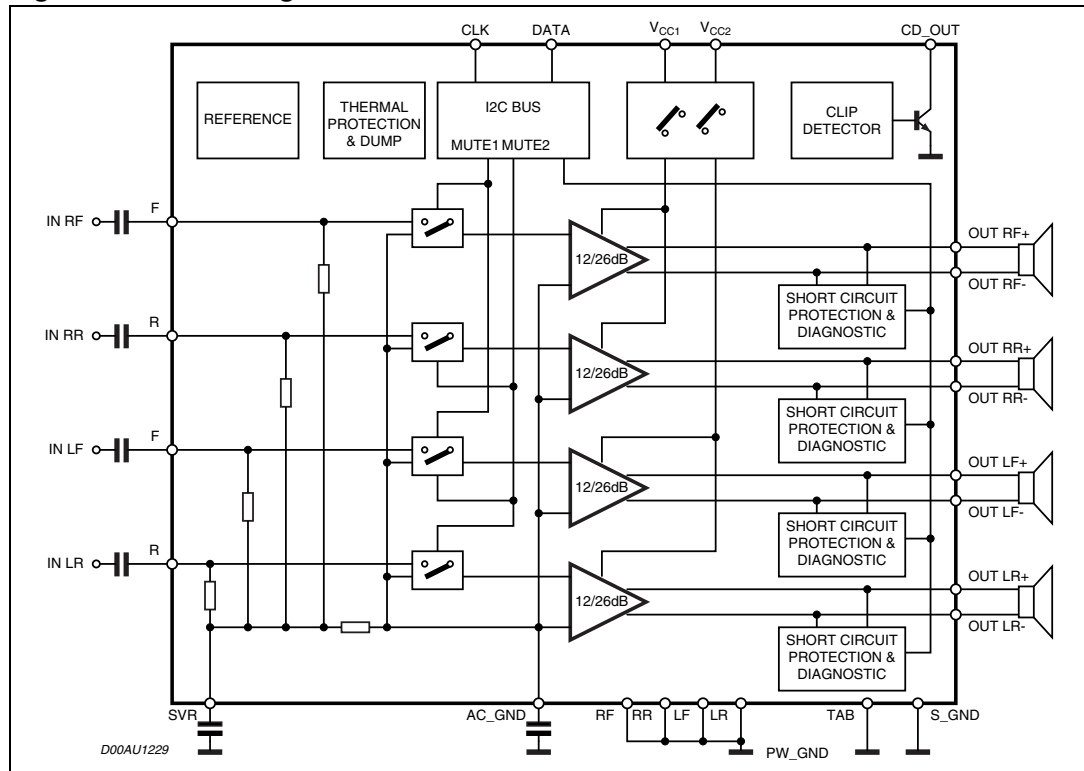 CLK DATA VCC1 VCC2 CD_OUT
REFERENCE
THERMAL
PROTECTION
& DUMP
I2C BUS
MUTE1 MUTE2
CLIP
DETECTOR
IN RF F
12/26dB
OUT RF+
OUT RF-
SHORT CIRCUIT
PROTECTION &
DIAGNOSTIC
IN RR R
12/26dB
OUT RR+
OUT RR-
SHORT CIRCUIT
PROTECTION &
DIAGNOSTIC
IN LF F
12/26dB
OUT LF+
OUT LF-
SHORT CIRCUIT
PROTECTION &
DIAGNOSTIC
IN LR R
12/26dB
OUT LR+
OUT LR-
SHORT CIRCUIT
PROTECTION &
DIAGNOSTIC
SVR AC_GND RF RR LF LR TAB S_GND
PW_GND
D00AU1229